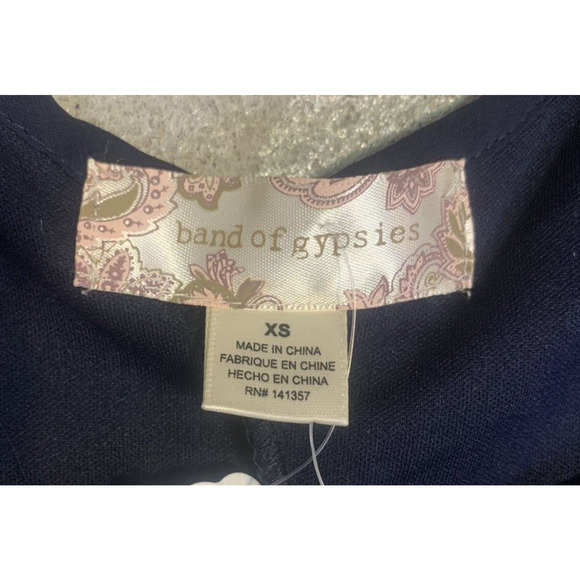 band of gypsies
XS
MADE IN CHINA
FABRIQUE EN CHINE
HECHO EN CHINA
RN# 141357